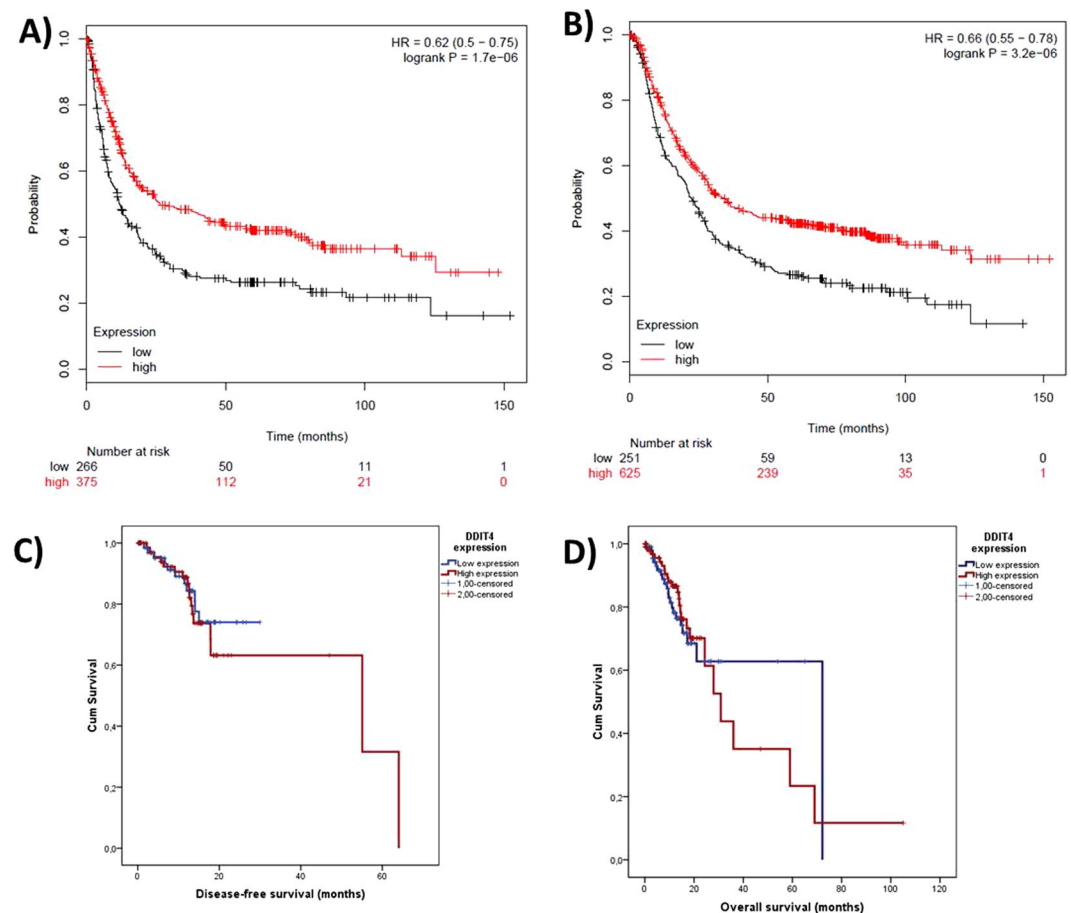 A)
HR = 0.62 (0.5 − 0.75)
logrank P = 1.7e−06
1.0
0.8
0.6
0.4
0.2
0.0
Probability
Expression
low
high
0 50 100 150
Time (months)
Number at risk
low 266 50 11 1
high 375 112 21 0
B)
HR = 0.66 (0.55 − 0.78)
logrank P = 3.2e−06
1.0
0.8
0.6
0.4
0.2
0.0
Probability
Expression
low
high
0 50 100 150
Time (months)
Number at risk
low 251 59 13 0
high 625 239 35 1
C)
DDIT4
expression
Low expression
High expression
1,00-censored
2,00-censored
1,0
0,8
0,6
0,4
0,2
0,0
Cum Survival
0 20 40 60
Disease-free survival (months)
D)
DDIT4
expression
Low expression
High expression
1,00-censored
2,00-censored
1,0
0,8
0,6
0,4
0,2
0,0
Cum Survival
0 20 40 60 80 100 120
Overall survival (months)